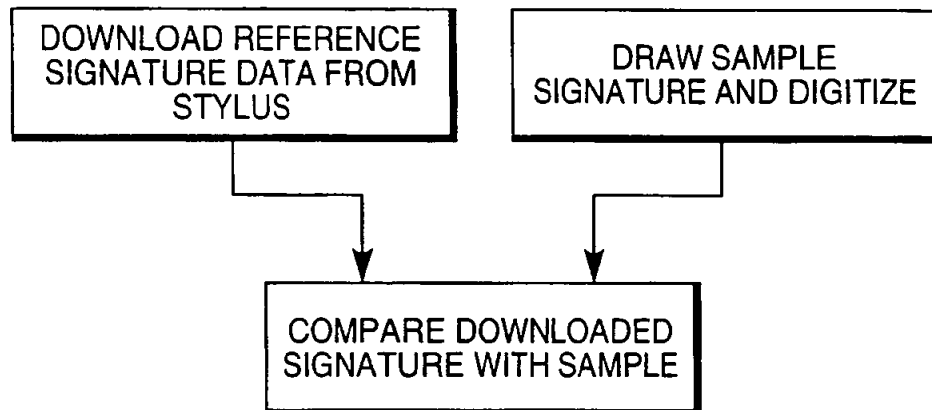 DOWNLOAD REFERENCE
SIGNATURE DATA FROM
STYLUS
DRAW SAMPLE
SIGNATURE AND DIGITIZE
COMPARE DOWNLOADED
SIGNATURE WITH SAMPLE